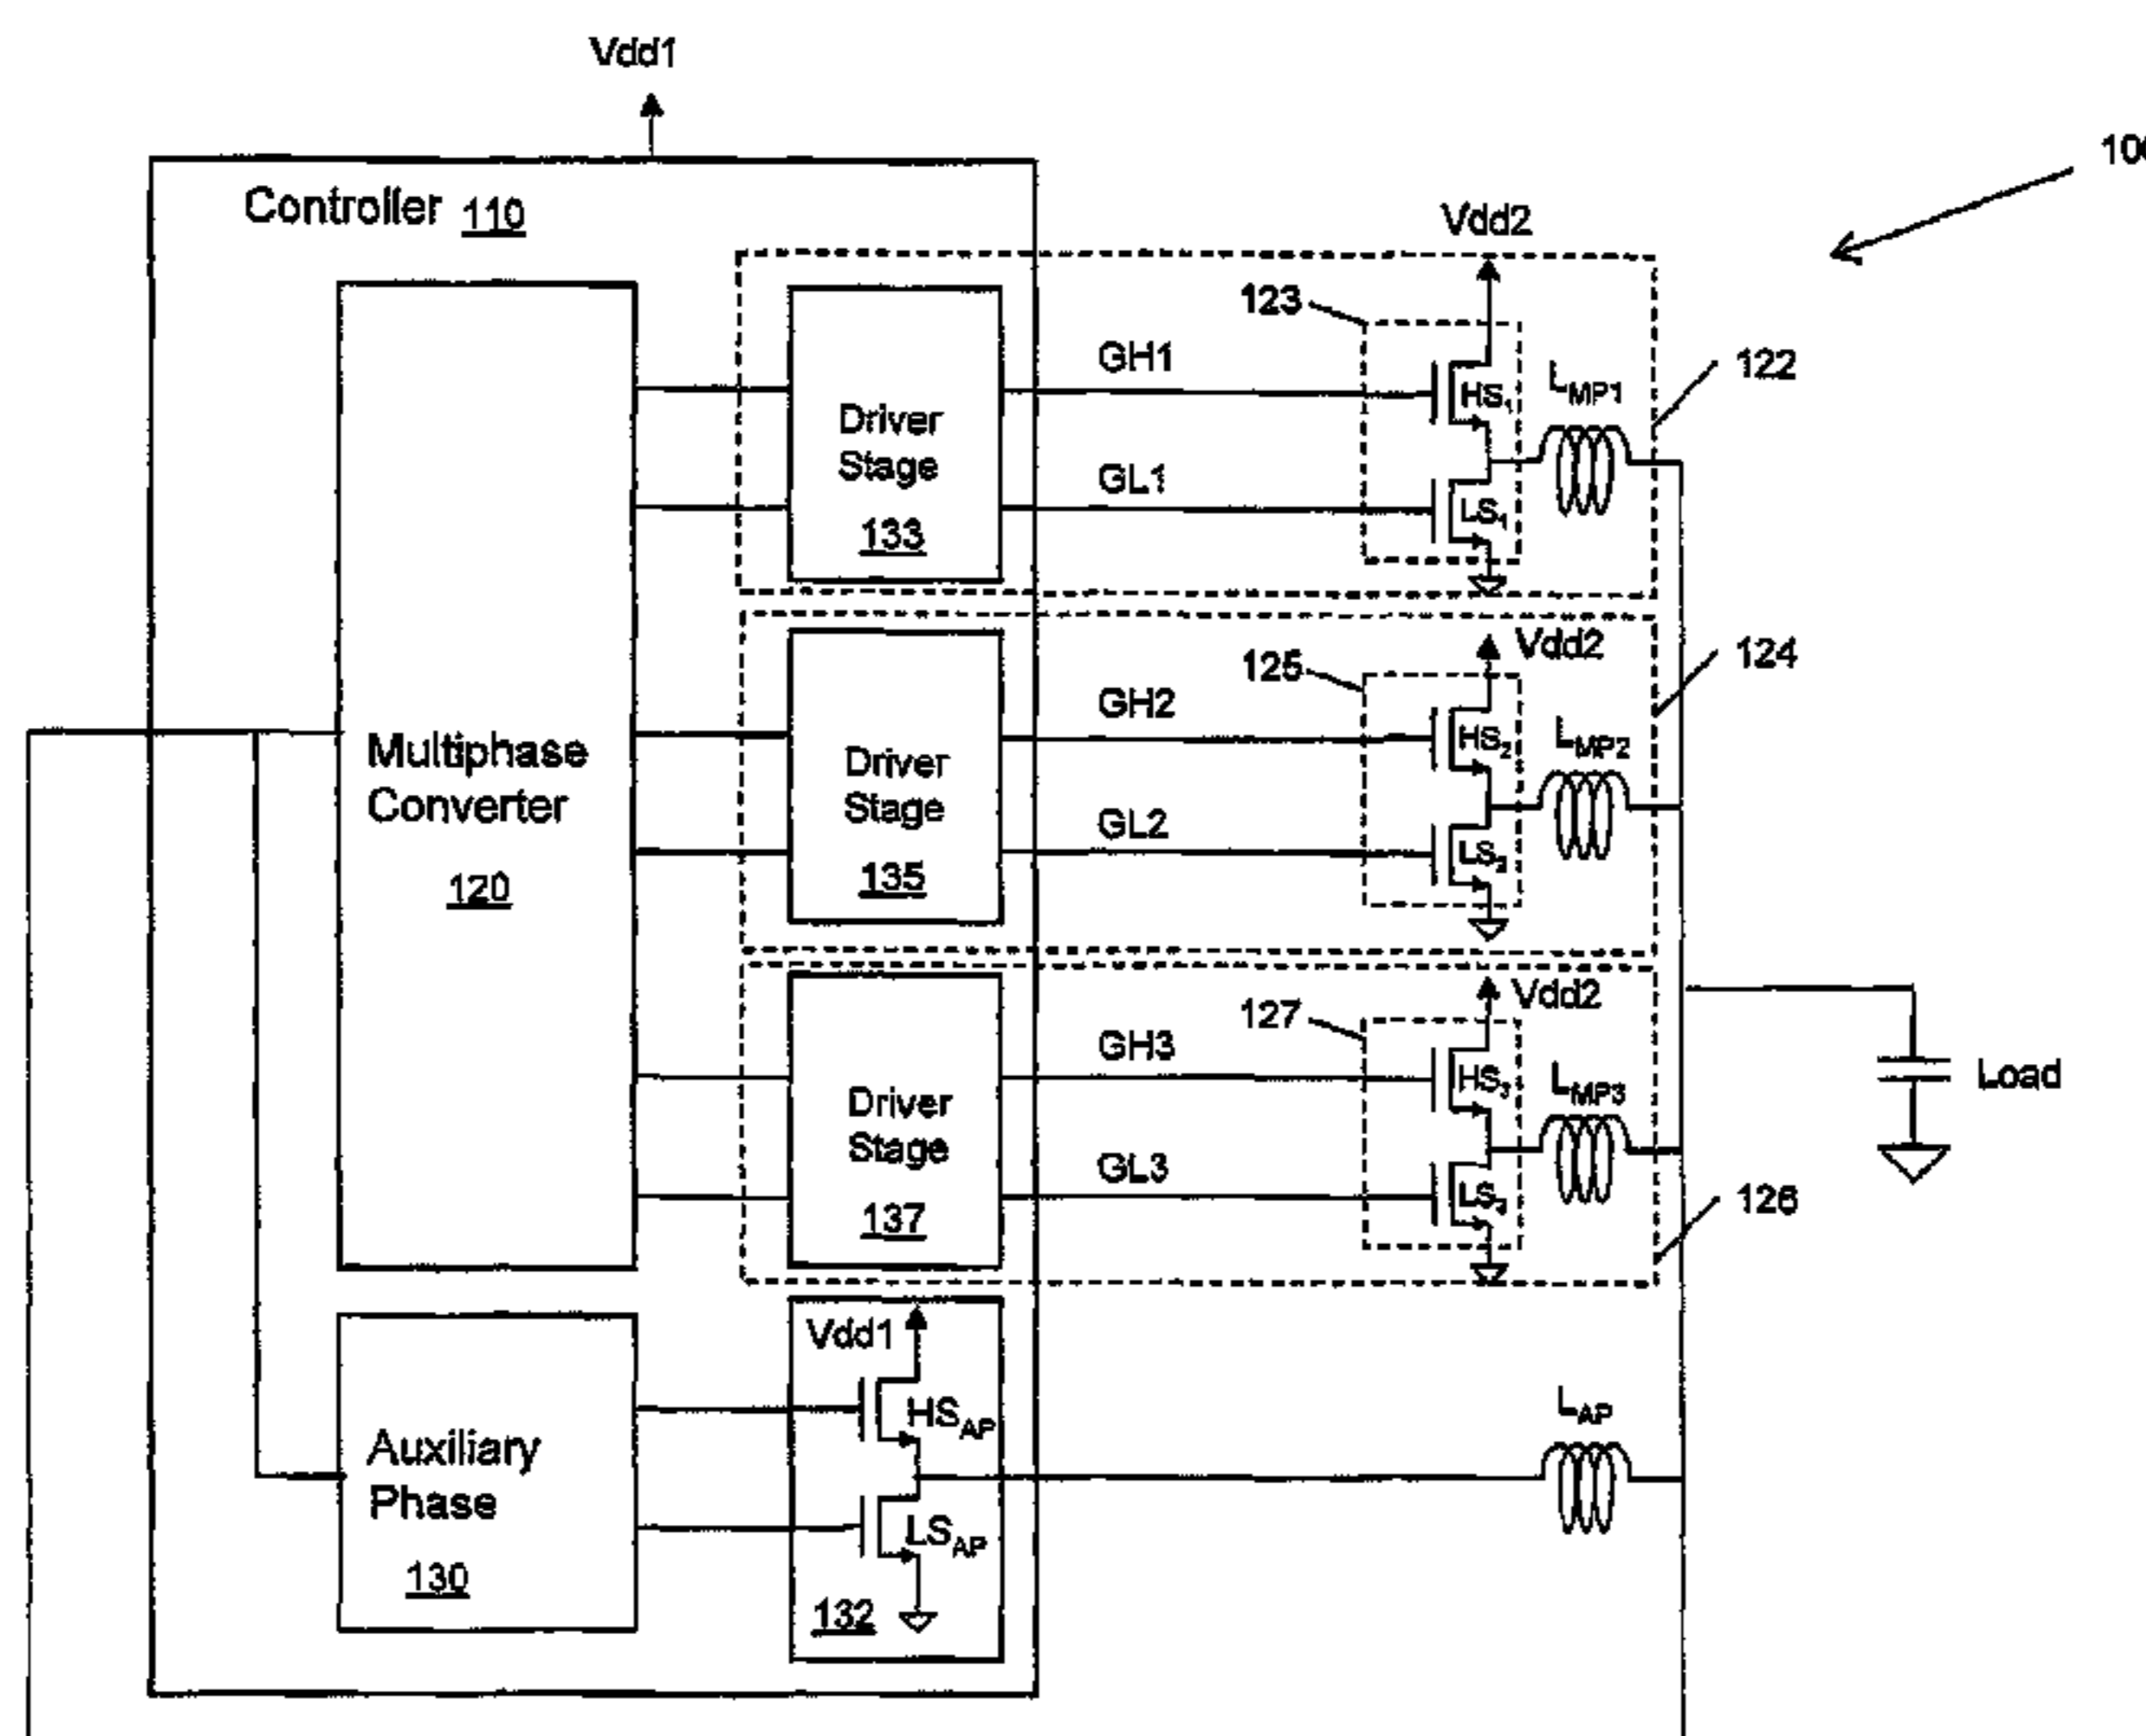 Vdd1
Controller 110
Vdd2
123
GH1
HS1
LMP1
122
Driver
Stage
133
GL1
LS1
Vdd2
124
125
GH2
HS2
LMP2
Multiphase
Converter
120
Driver
Stage
135
GL2
LS2
Vdd2
127
GH3
HS3
LMP3
Load
Driver
Stage
137
GL3
LS3
126
Vdd1
HSAP
LAP
Auxiliary
Phase
130
LSAP
132